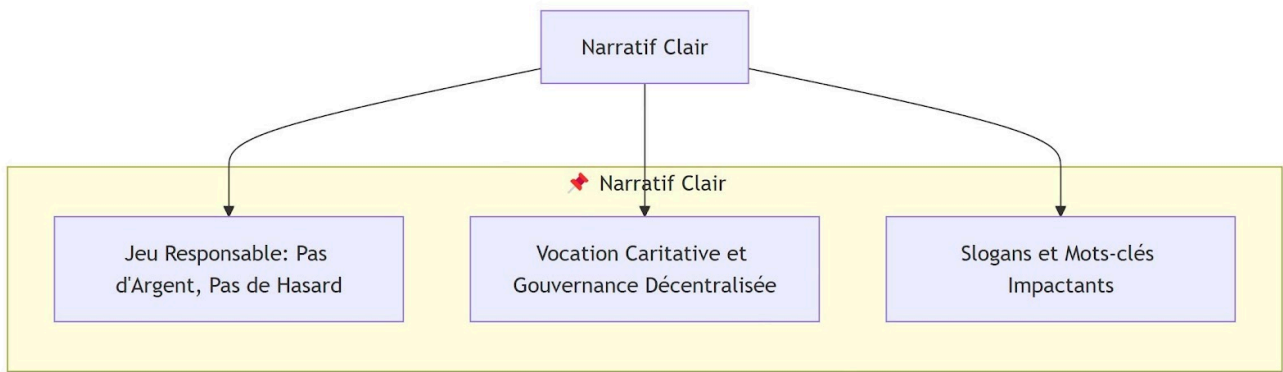 Narratif Clair
📌 Narratif Clair
Jeu Responsable: Pas
d'Argent, Pas de Hasard
Vocation Caritative et
Gouvernance Décentralisée
Slogans et Mots-clés
Impactants